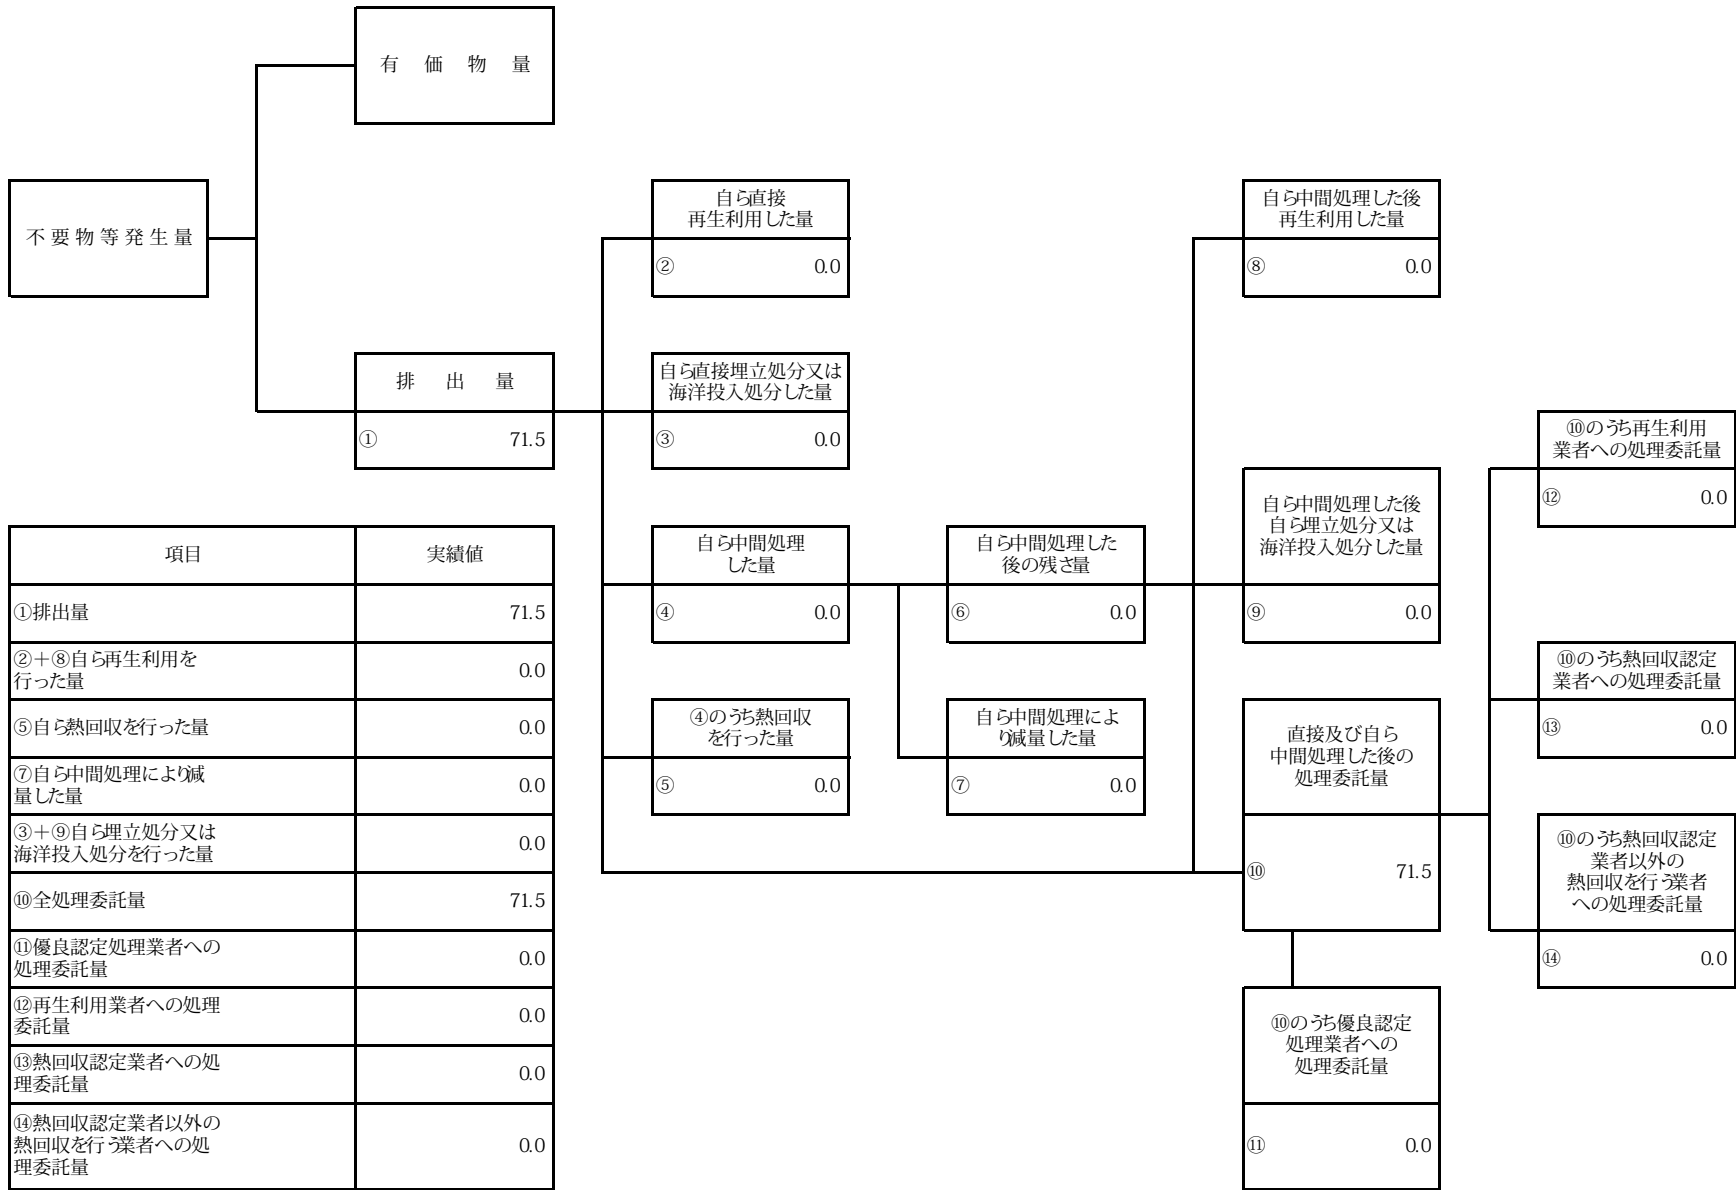 有価物量
不要物等発生量
自ら直接
再生利用した量
② 0.0
自ら中間処理した後
再生利用した量
⑧ 0.0
排出量
① 71.5
自ら直接埋立処分又は
海洋投入処分した量
③ 0.0
⑩のうち再生利用
業者への処理委託量
⑫ 0.0
自ら中間処理
した量
④ 0.0
自ら中間処理した
後の残さ量
⑥ 0.0
自ら中間処理した後
自ら埋立処分又は
海洋投入処分した量
⑨ 0.0
⑩のうち熱回収認定
業者への処理委託量
⑬ 0.0
④のうち熱回収
を行った量
⑤ 0.0
自ら中間処理によ
り減量した量
⑦ 0.0
直接及び自ら
中間処理した後の
処理委託量
⑩ 71.5
⑩のうち熱回収認定
業者以外の
熱回収を行う業者
への処理委託量
⑭ 0.0
⑩のうち優良認定
処理業者への
処理委託量
⑪ 0.0
項目 実績値
①排出量 71.5
②＋⑧自ら再生利用を
行った量 0.0
⑤自ら熱回収を行った量 0.0
⑦自ら中間処理により減
量した量 0.0
③＋⑨自ら埋立処分又は
海洋投入処分を行った量 0.0
⑩全処理委託量 71.5
⑪優良認定処理業者への
処理委託量 0.0
⑫再生利用業者への処理
委託量 0.0
⑬熱回収認定業者への処
理委託量 0.0
⑭熱回収認定業者以外の
熱回収を行う業者への処
理委託量 0.0